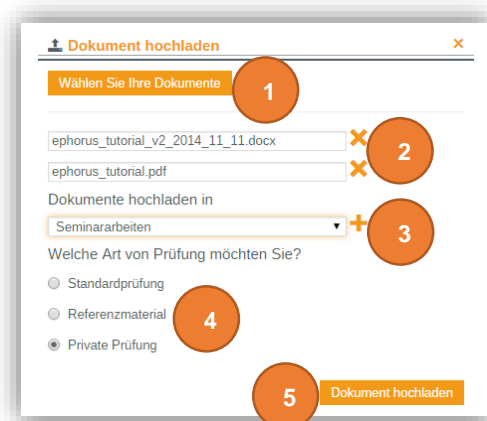 Dokument hochladen
Wählen Sie Ihre Dokumente
1
ephorus_tutorial_v2_2014_11_11.docx
2
ephorus_tutorial.pdf
Dokumente hochladen in
Seminararbeiten
3
Welche Art von Prüfung möchten Sie?
Standardprüfung
Referenzmaterial
4
Private Prüfung
5
Dokument hochladen